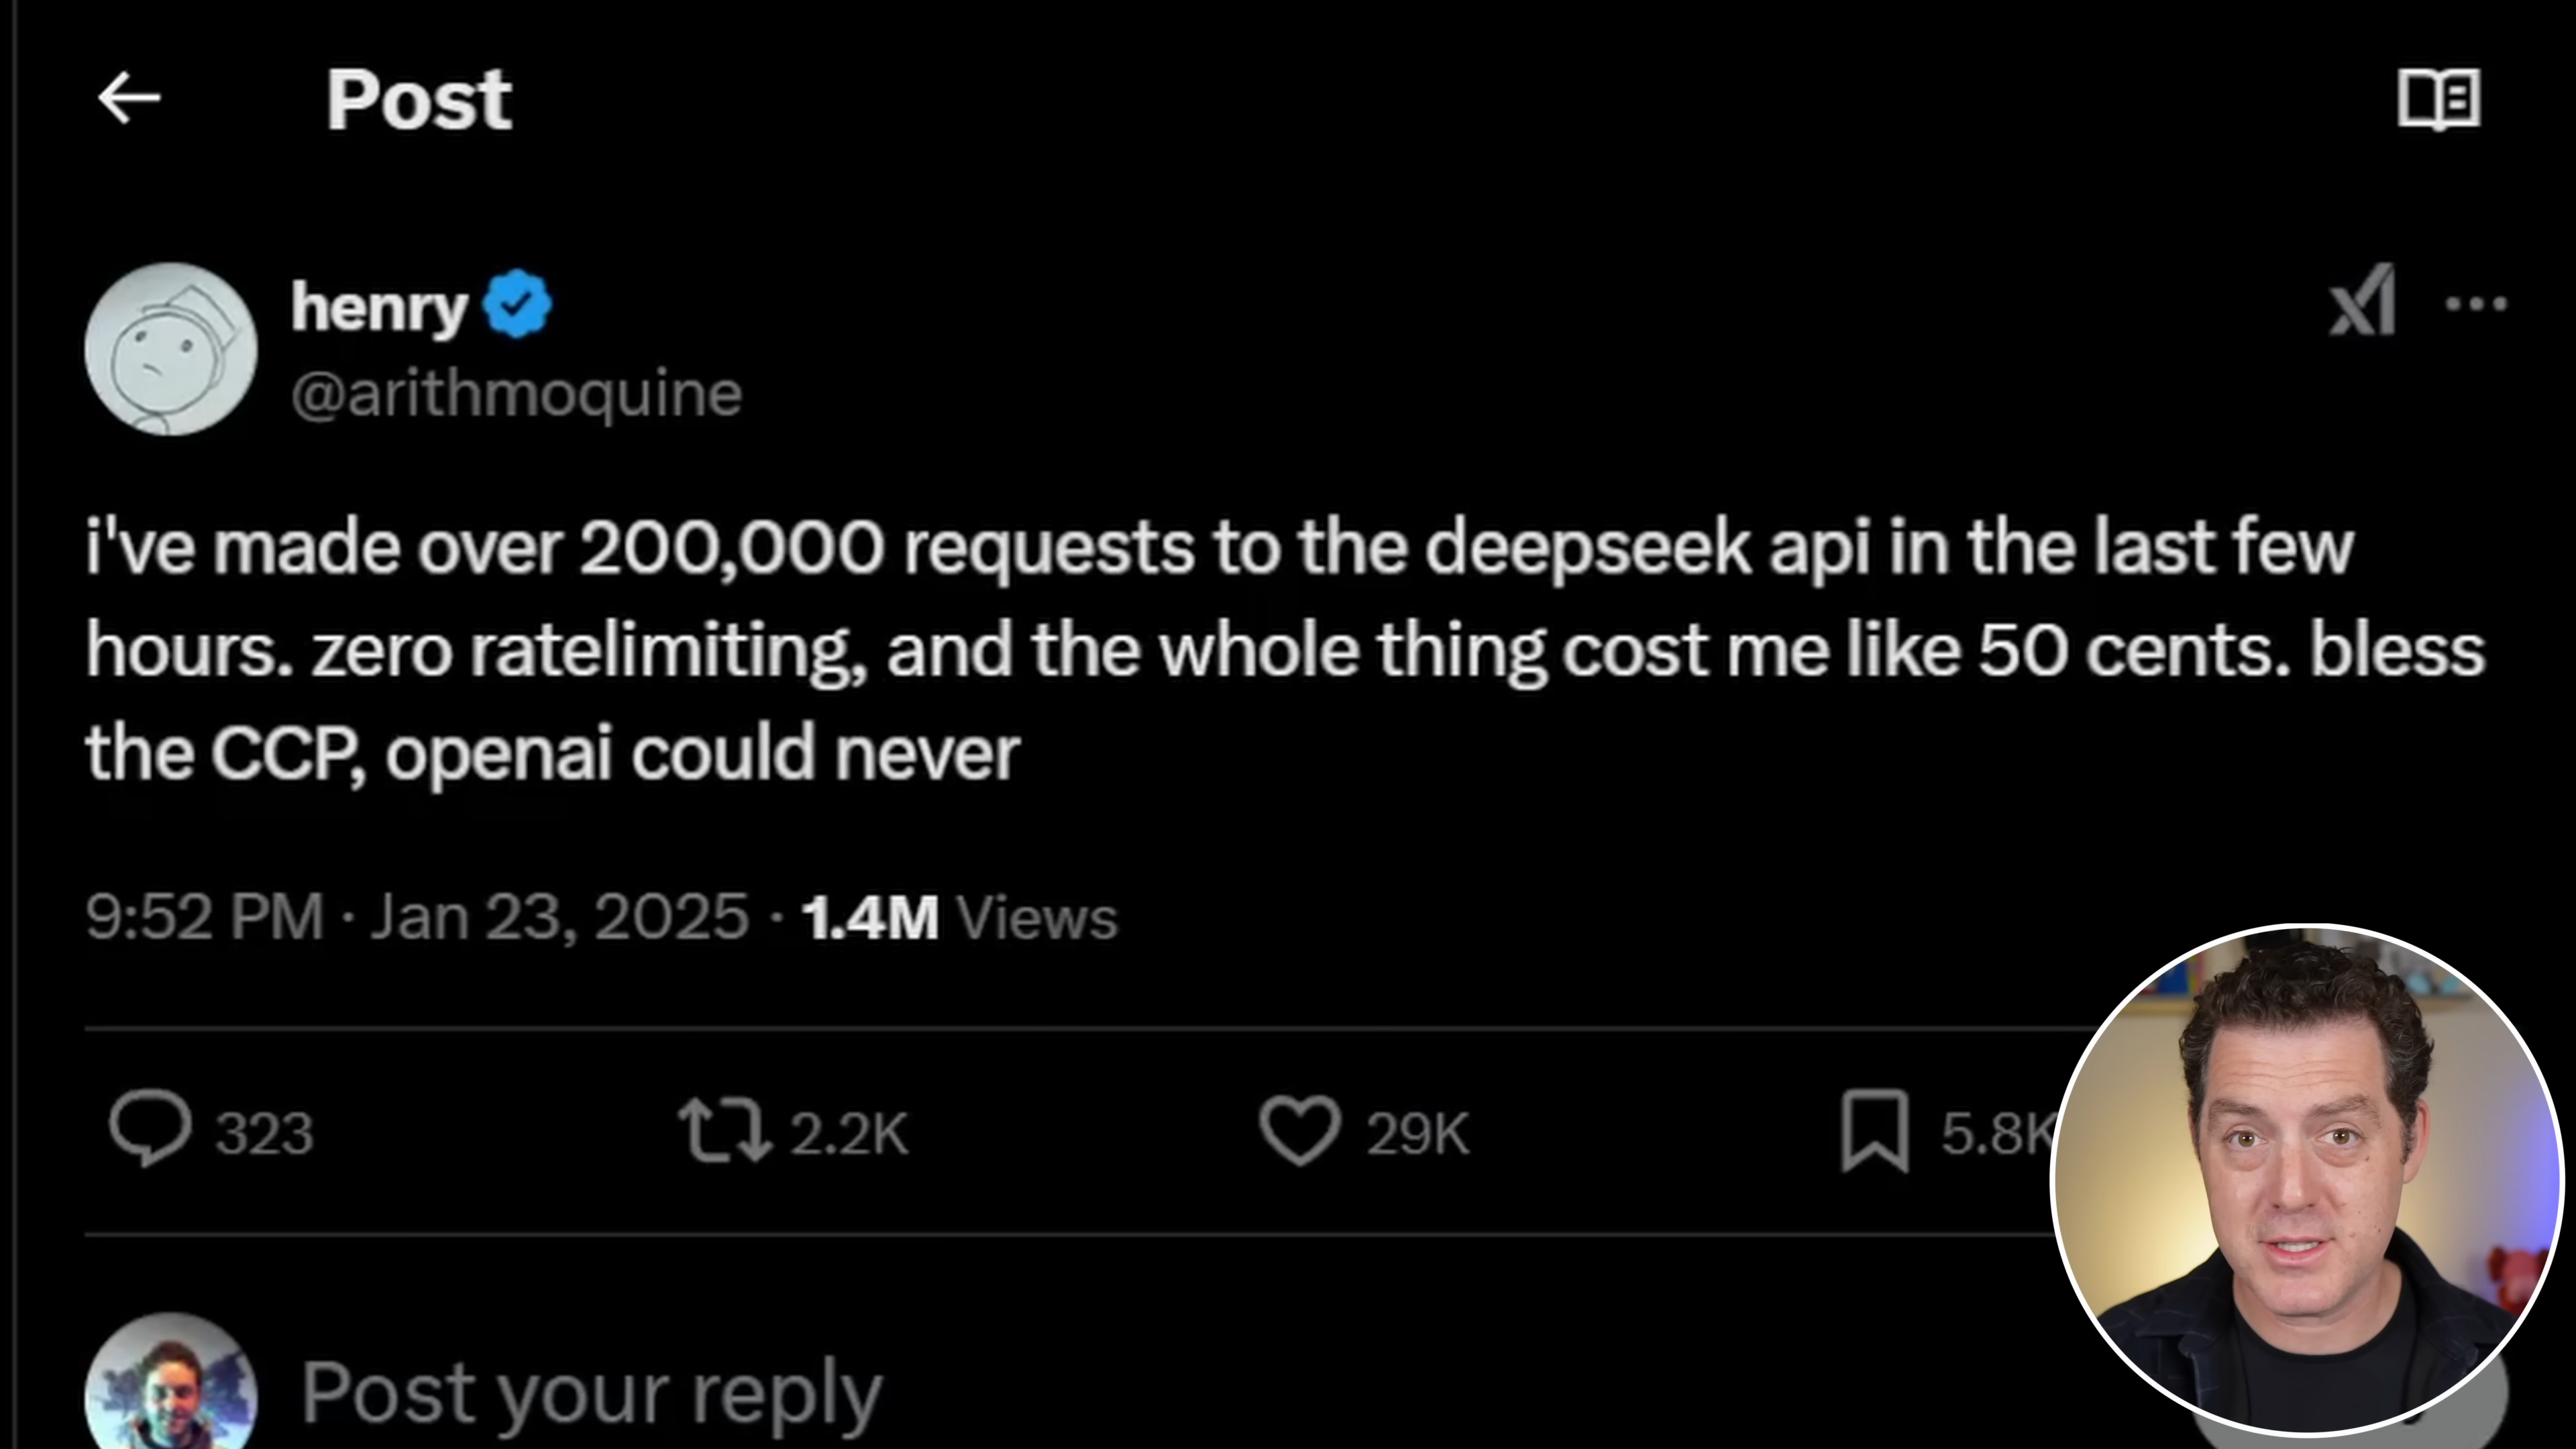 Post
henry
@arithmoquine
i've made over 200,000 requests to the deepseek api in the last few
hours. zero ratelimiting, and the whole thing cost me like 50 cents. bless
the CCP, openai could never
9:52 PM · Jan 23, 2025 · 1.4M Views
323 2.2K 29K 5.8K
Post your reply